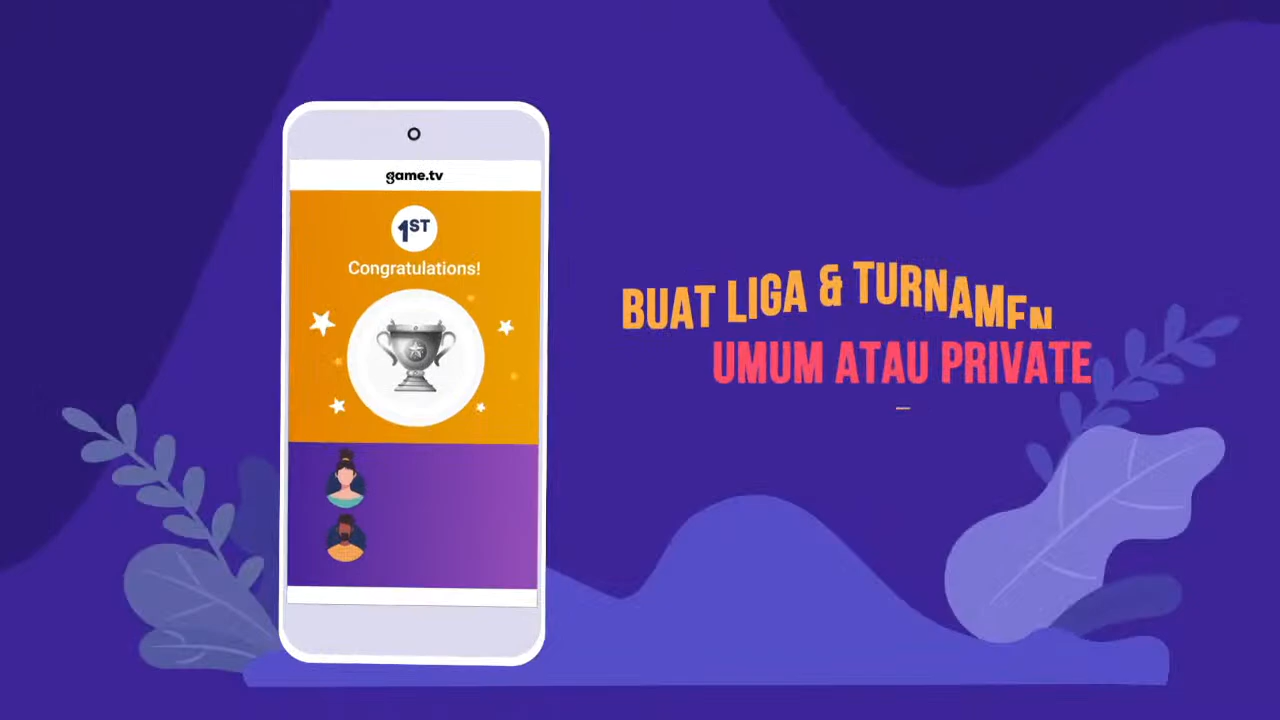 game.tv
1ST
Congratulations!
BUAT LIGA & TURNAMEN
UMUM ATAU PRIVATE